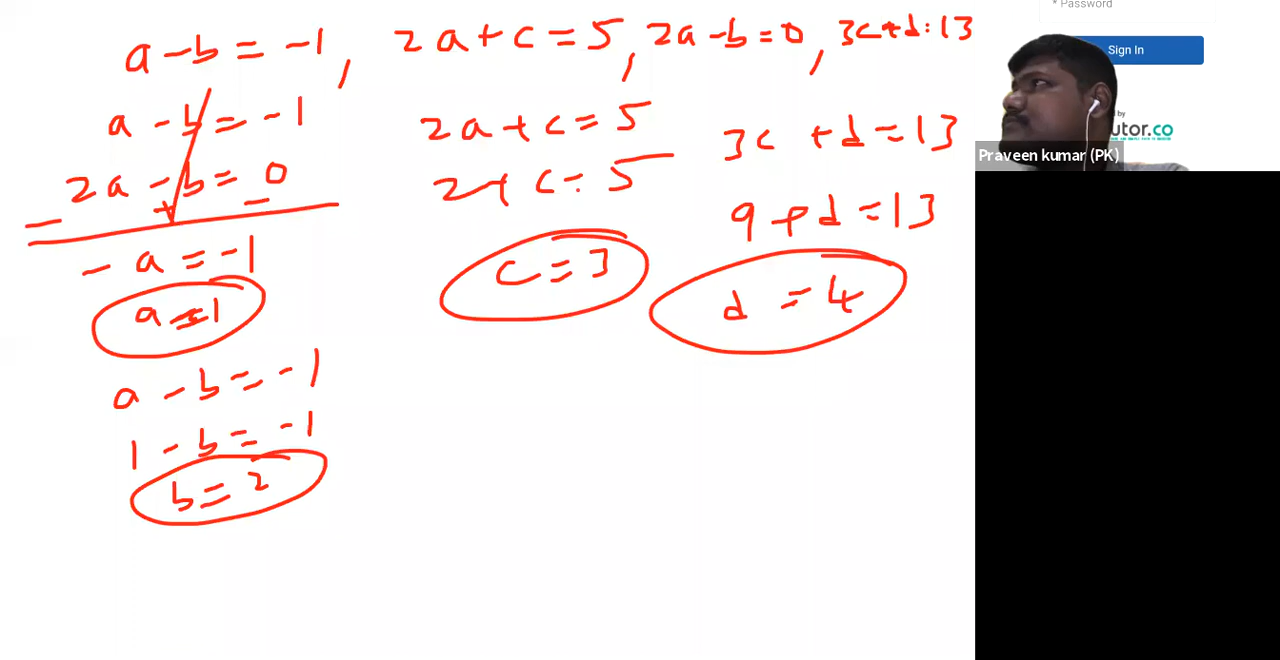 a - b = -1, 2a + c = 5, 2a - b = 0, 3c + d : 13
a - b = -1
2a - b = 0
- + -
- a = -1
a = 1
a - b = -1
1 - b = -1
b = 2
2a + c = 5
2 + c = 5
c = 3
3c + d = 13
9 + d = 13
d = 4
* Password
Sign In
by
utor.co
Praveen kumar (PK)